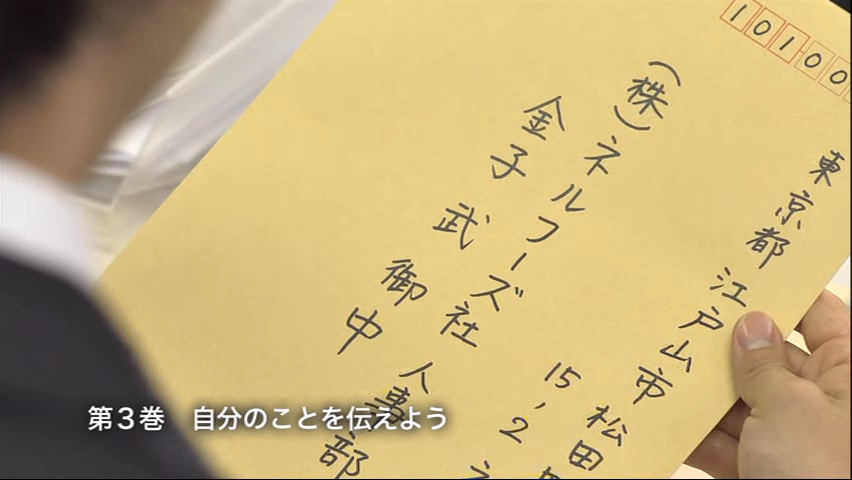 10100
東京都 江戸山市 松田
15,2
（株）ネルフーズ社 人事部
金子 武 御中
第3巻 自分のことを伝えよう